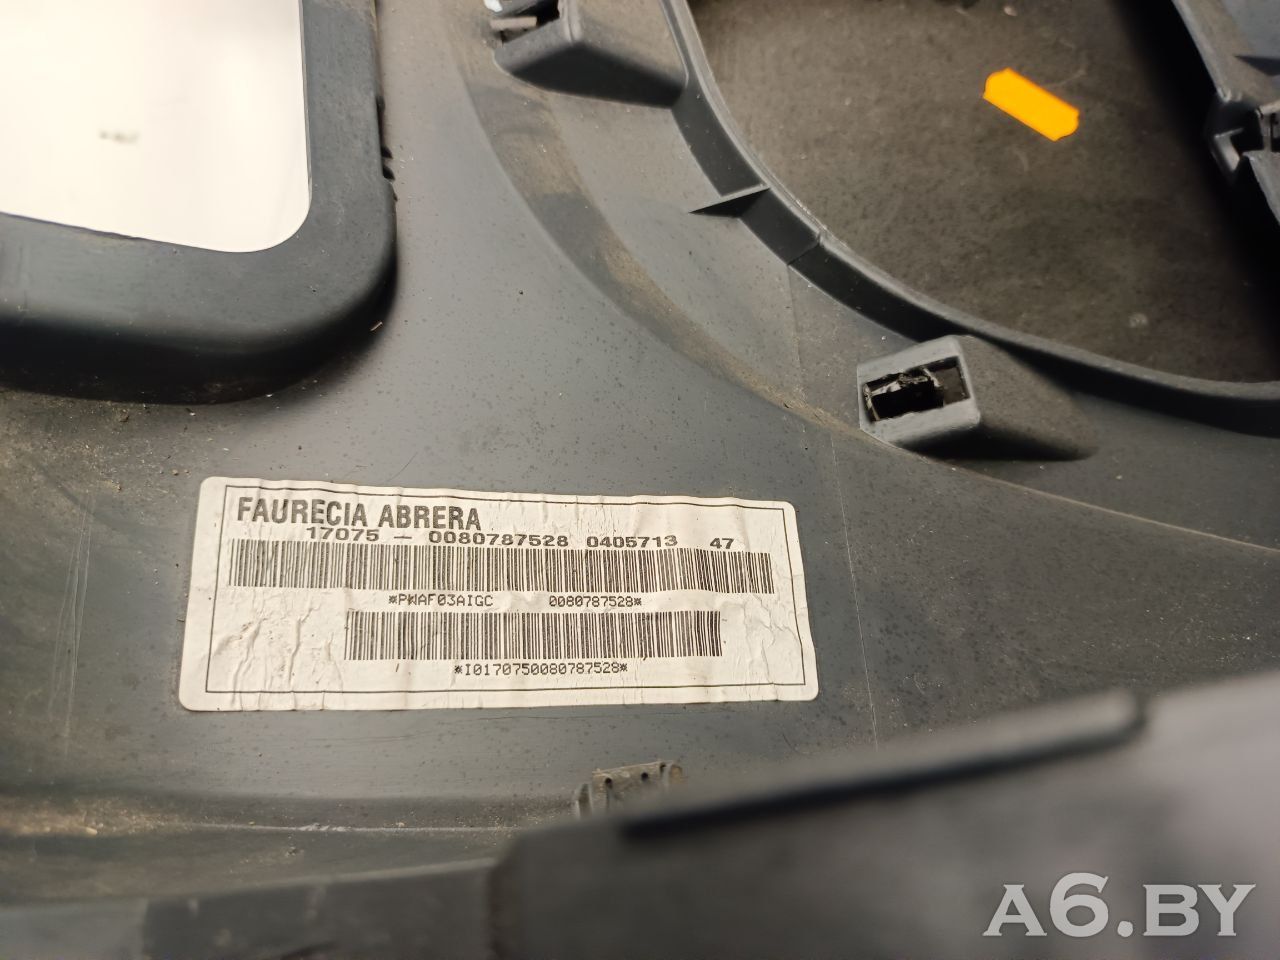 FAURECIA ABRERA
17075 - 0080787528 0405713 47
*PWAF03AIGC 0080787528*
*I0170750080787528*
A6.BY